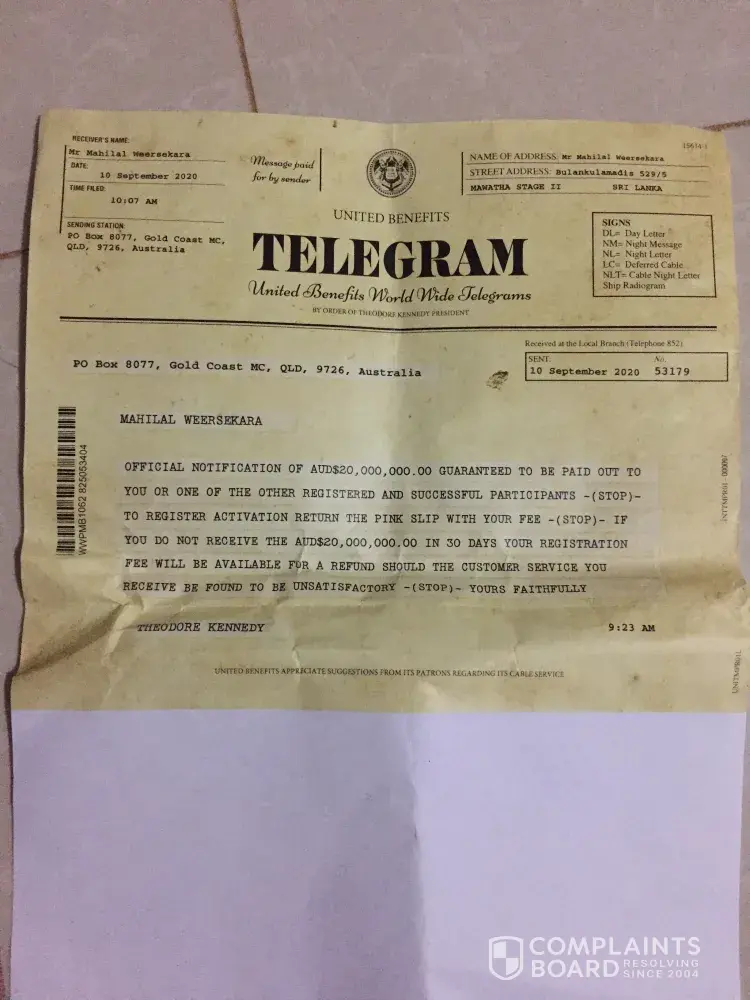 RECEIVER'S NAME:
Mr Mahilal Weersekara
DATE:
10 September 2020
TIME FILED:
10:07 AM
SENDING STATION:
PO Box 8077, Gold Coast MC,
QLD, 9726, Australia
Message paid
for by sender
15614-1
NAME OF ADDRESS: Mr Mahilal Weersekara
STREET ADDRESS: Bulankulamadis 529/5
MAWATHA STAGE II SRI LANKA
UNITED BENEFITS
TELEGRAM
United Benefits World Wide Telegrams
BY ORDER OF THEODORE KENNEDY PRESIDENT
SIGNS
DL= Day Letter
NM= Night Message
NL= Night Letter
LC= Deferred Cable
NLT= Cable Night Letter
Ship Radiogram
Received at the Local Branch (Telephone 852)
SENT: No.
10 September 2020 53179
PO Box 8077, Gold Coast MC, QLD, 9726, Australia
MAHILAL WEERSEKARA
WWPMB1062 825053404
OFFICIAL NOTIFICATION OF AUD$20,000,000.00 GUARANTEED TO BE PAID OUT TO
YOU OR ONE OF THE OTHER REGISTERED AND SUCCESSFUL PARTICIPANTS -(STOP)-
TO REGISTER ACTIVATION RETURN THE PINK SLIP WITH YOUR FEE -(STOP)- IF
YOU DO NOT RECEIVE THE AUD$20,000,000.00 IN 30 DAYS YOUR REGISTRATION
FEE WILL BE AVAILABLE FOR A REFUND SHOULD THE CUSTOMER SERVICE YOU
RECEIVE BE FOUND TO BE UNSATISFACTORY -(STOP)- YOURS FAITHFULLY
THEODORE KENNEDY 9:23 AM
UNITED BENEFITS APPRICIATE SUGGESTIONS FROM ITS PATRONS REGARDING ITS CABLE SERVICE
COMPLAINTS
BOARD RESOLVING
SINCE 2004